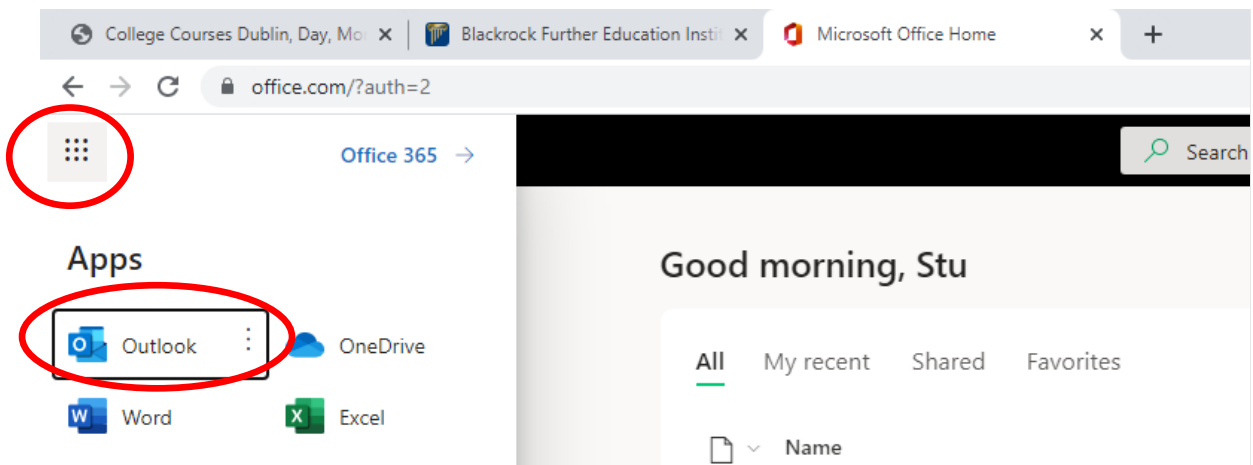 College Courses Dublin, Day, Mo
Blackrock Further Education Instit
Microsoft Office Home
office.com/?auth=2
Office 365 →
Search
Apps
Good morning, Stu
Outlook
OneDrive
All My recent Shared Favorites
Word
Excel
Name